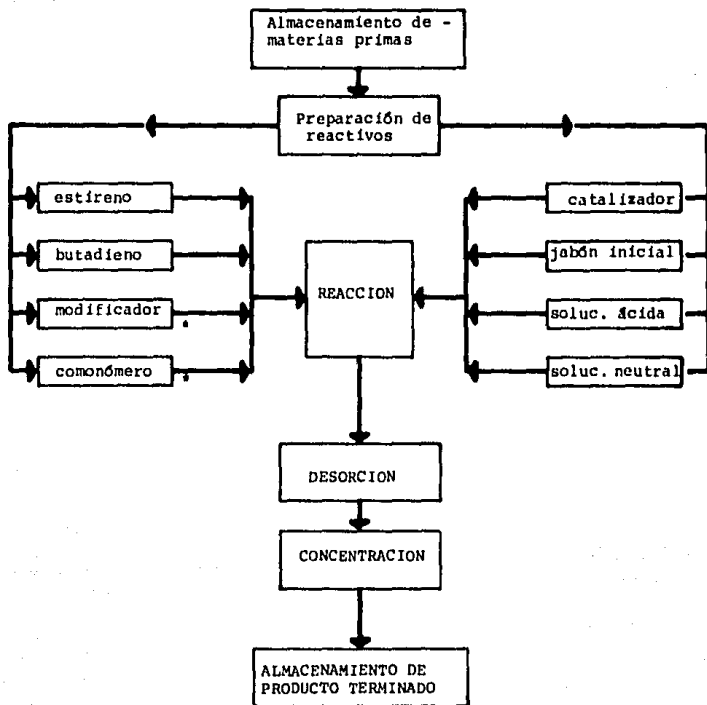 Almacenamiento de -
materias primas
Preparación de
reactivos
estireno
butadieno
modificador
comonómero
REACCION
catalizador
jabón inicial
soluc. ácida
soluc. neutral
DESORCION
CONCENTRACION
ALMACENAMIENTO DE
PRODUCTO TERMINADO